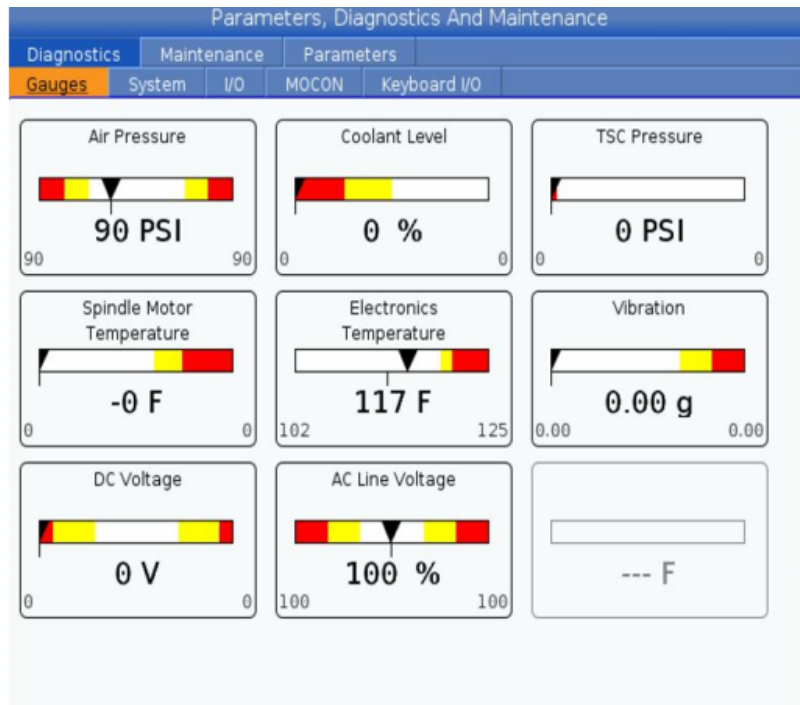 Parameters, Diagnostics And Maintenance
Diagnostics Maintenance Parameters
Gauges System I/O MOCON Keyboard I/O
Air Pressure
90 PSI
90 90
Coolant Level
0 %
0 0
TSC Pressure
0 PSI
0 0
Spindle Motor
Temperature
-0 F
0 0
Electronics
Temperature
117 F
102 125
Vibration
0.00 g
0.00 0.00
DC Voltage
0 V
0 0
AC Line Voltage
100 %
100 100
--- F